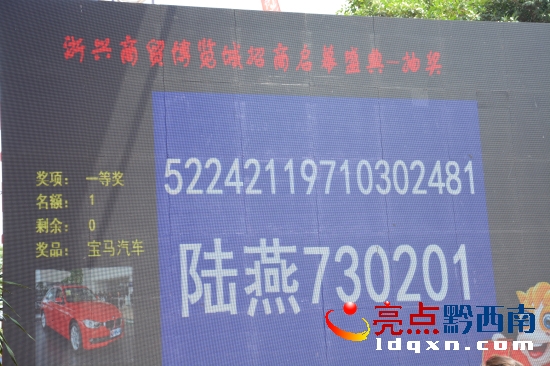 浙兴商贸博览城招商启幕盛典-抽奖
奖项: 一等奖
名额: 1
剩余: 0
奖品: 宝马汽车
52242119710302481
陆燕730201
亮点黔西南
ldqxn.com